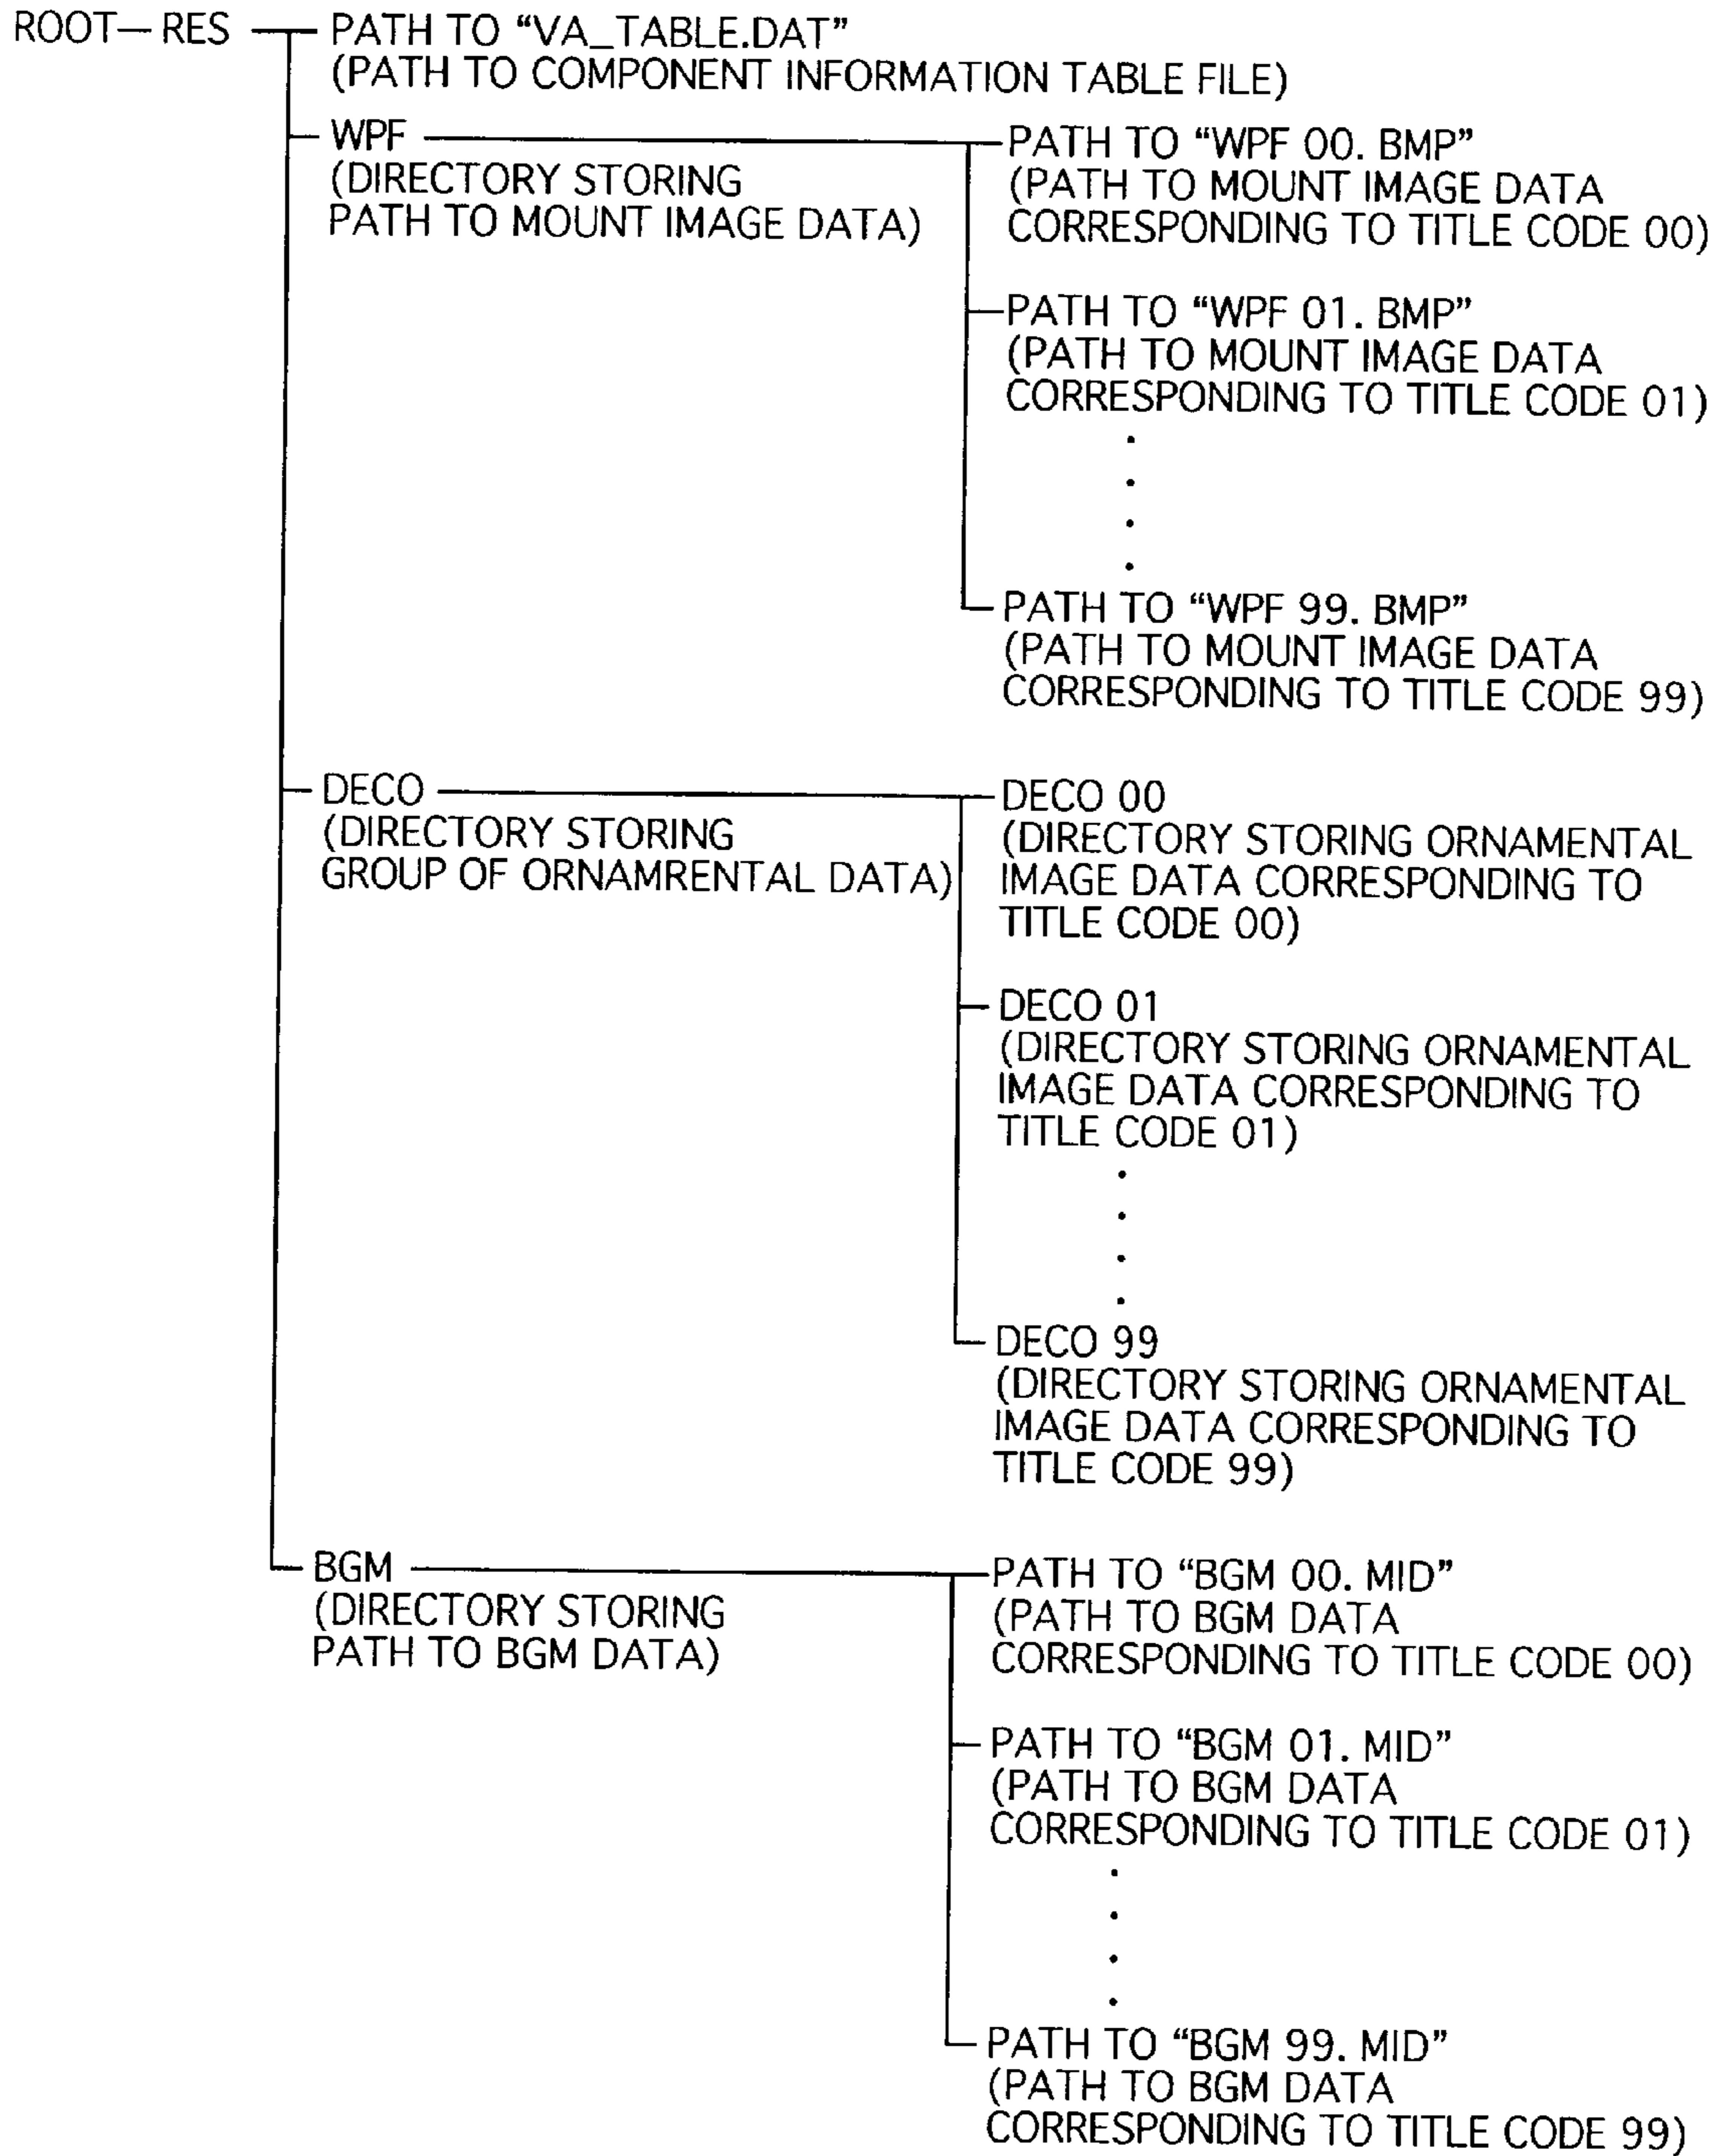 ROOT—RES
PATH TO “VA_TABLE.DAT”
(PATH TO COMPONENT INFORMATION TABLE FILE)
WPF
(DIRECTORY STORING
PATH TO MOUNT IMAGE DATA)
PATH TO “WPF 00. BMP”
(PATH TO MOUNT IMAGE DATA
CORRESPONDING TO TITLE CODE 00)
PATH TO “WPF 01. BMP”
(PATH TO MOUNT IMAGE DATA
CORRESPONDING TO TITLE CODE 01)
PATH TO “WPF 99. BMP”
(PATH TO MOUNT IMAGE DATA
CORRESPONDING TO TITLE CODE 99)
DECO
(DIRECTORY STORING
GROUP OF ORNAMRENTAL DATA)
DECO 00
(DIRECTORY STORING ORNAMENTAL
IMAGE DATA CORRESPONDING TO
TITLE CODE 00)
DECO 01
(DIRECTORY STORING ORNAMENTAL
IMAGE DATA CORRESPONDING TO
TITLE CODE 01)
DECO 99
(DIRECTORY STORING ORNAMENTAL
IMAGE DATA CORRESPONDING TO
TITLE CODE 99)
BGM
(DIRECTORY STORING
PATH TO BGM DATA)
PATH TO “BGM 00. MID”
(PATH TO BGM DATA
CORRESPONDING TO TITLE CODE 00)
PATH TO “BGM 01. MID”
(PATH TO BGM DATA
CORRESPONDING TO TITLE CODE 01)
PATH TO “BGM 99. MID”
(PATH TO BGM DATA
CORRESPONDING TO TITLE CODE 99)